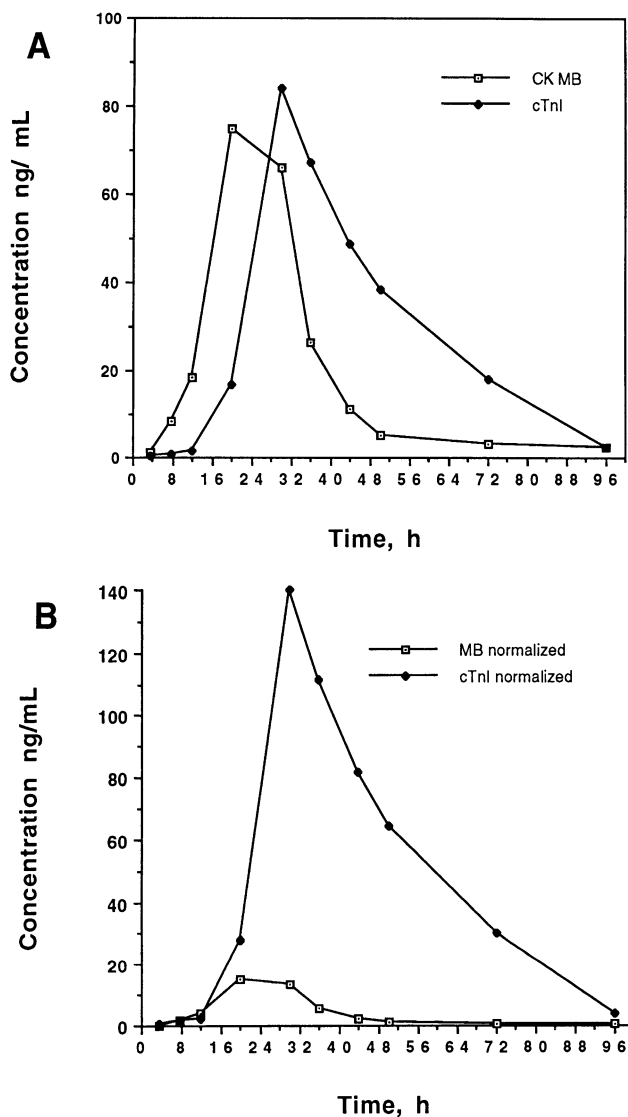 A
100
80
60
40
20
0
CK MB
cTnI
Concentration ng/ mL
0 8 16 24 32 40 48 56 64 72 80 88 96
Time, h
B
140
120
100
80
60
40
20
0
MB normalized
cTnI normalized
Concentration ng/mL
0 8 16 24 32 40 48 56 64 72 80 88 96
Time, h